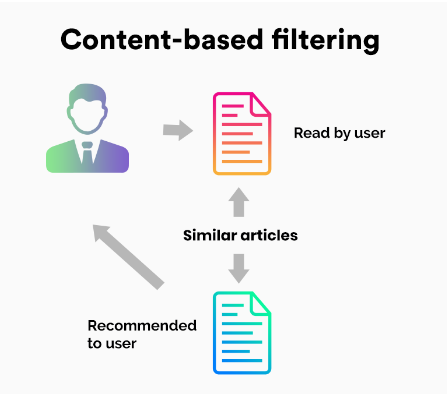 Content-based filtering
Read by user
Similar articles
Recommended
to user